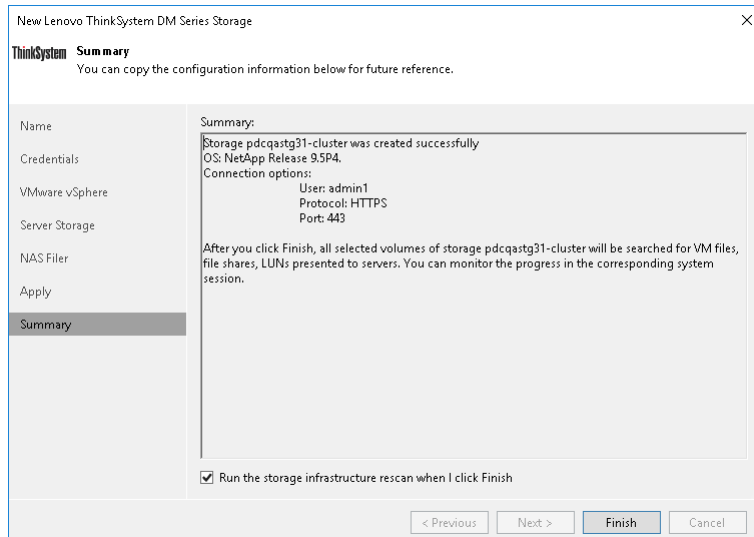 New Lenovo ThinkSystem DM Series Storage
ThinkSystem
Summary
You can copy the configuration information below for future reference.
Name
Credentials
VMware vSphere
Server Storage
NAS Filer
Apply
Summary
Summary:
Storage pdcqastg31-cluster was created successfully
OS: NetApp Release 9.5P4.
Connection options:
User: admin1
Protocol: HTTPS
Port: 443
After you click Finish, all selected volumes of storage pdcqastg31-cluster will be searched for VM files,
file shares, LUNs presented to servers. You can monitor the progress in the corresponding system
session.
Run the storage infrastructure rescan when I click Finish
< Previous
Next >
Finish
Cancel